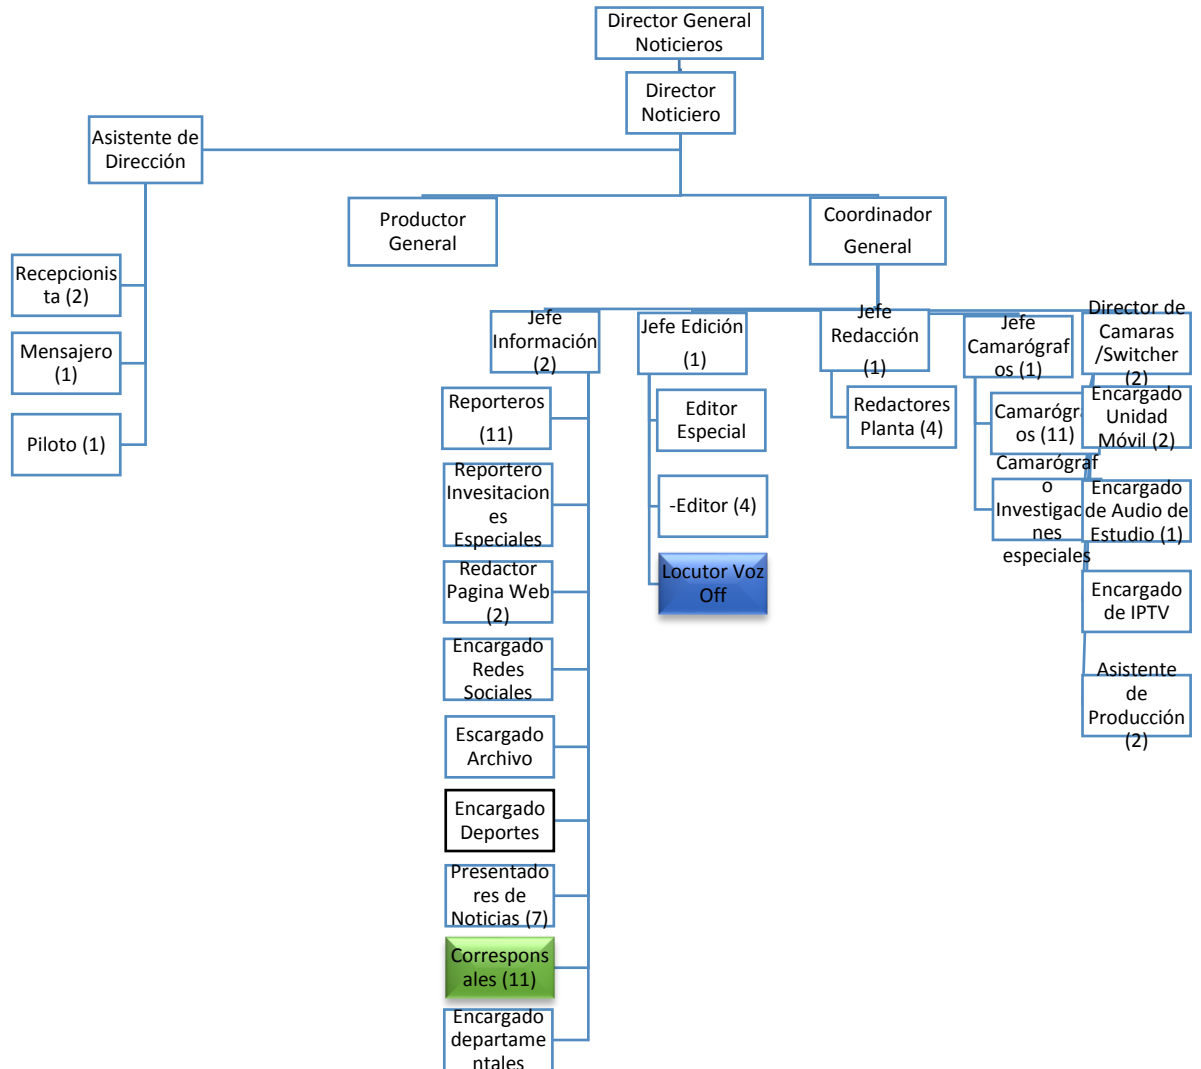 Director General
Noticieros
Director
Noticiero
Asistente de
Dirección
Productor
General
Coordinador
General
Recepcionis
ta (2)
Mensajero
(1)
Piloto (1)
Jefe
Información
(2)
Reporteros
(11)
Reportero
Invesitacion
es
Especiales
Redactor
Pagina Web
(2)
Encargado
Redes
Sociales
Escargado
Archivo
Encargado
Deportes
Presentado
res de
Noticias (7)
Correspons
ales (11)
Encargado
departame
ntales
Jefe Edición
(1)
Editor
Especial
-Editor (4)
Locutor Voz
Off
Jefe
Redacción
(1)
Redactores
Planta (4)
Jefe
Camarógraf
os (1)
Camarógra
os (11)
Camarógraf
o
Investigac
nes
especiales
Director de
Camaras
/Switcher
(2)
Encargado
Unidad
Móvil (2)
Encargado
de Audio de
Estudio (1)
Encargado
de IPTV
Asistente
de
Producción
(2)